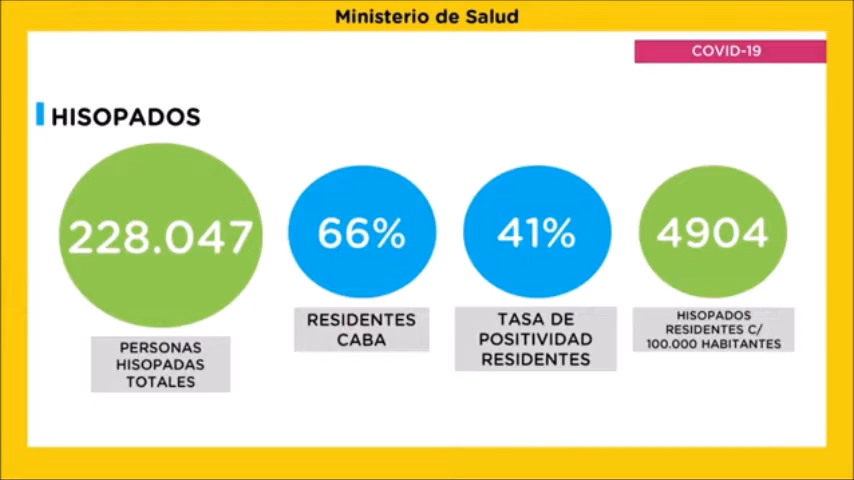 Ministerio de Salud
COVID-19
HISOPADOS
228.047
PERSONAS
HISOPADAS
TOTALES
66%
RESIDENTES
CABA
41%
TASA DE
POSITIVIDAD
RESIDENTES
4904
HISOPADOS
RESIDENTES C/
100.000 HABITANTES